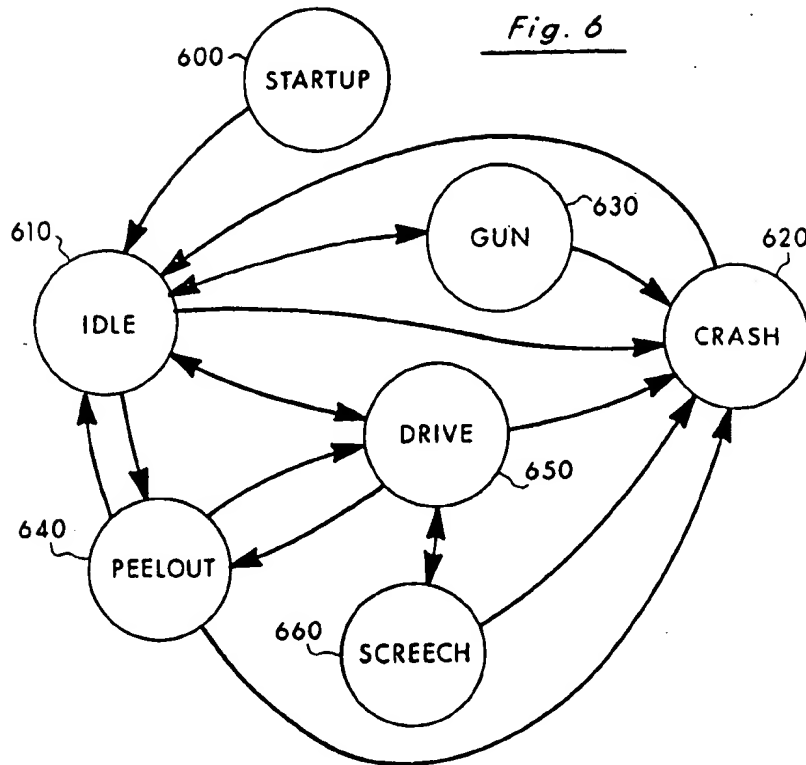 Fig. 6
600
STARTUP
610
IDLE
GUN
630
620
CRASH
DRIVE
650
640
PEELOUT
660
SCREECH